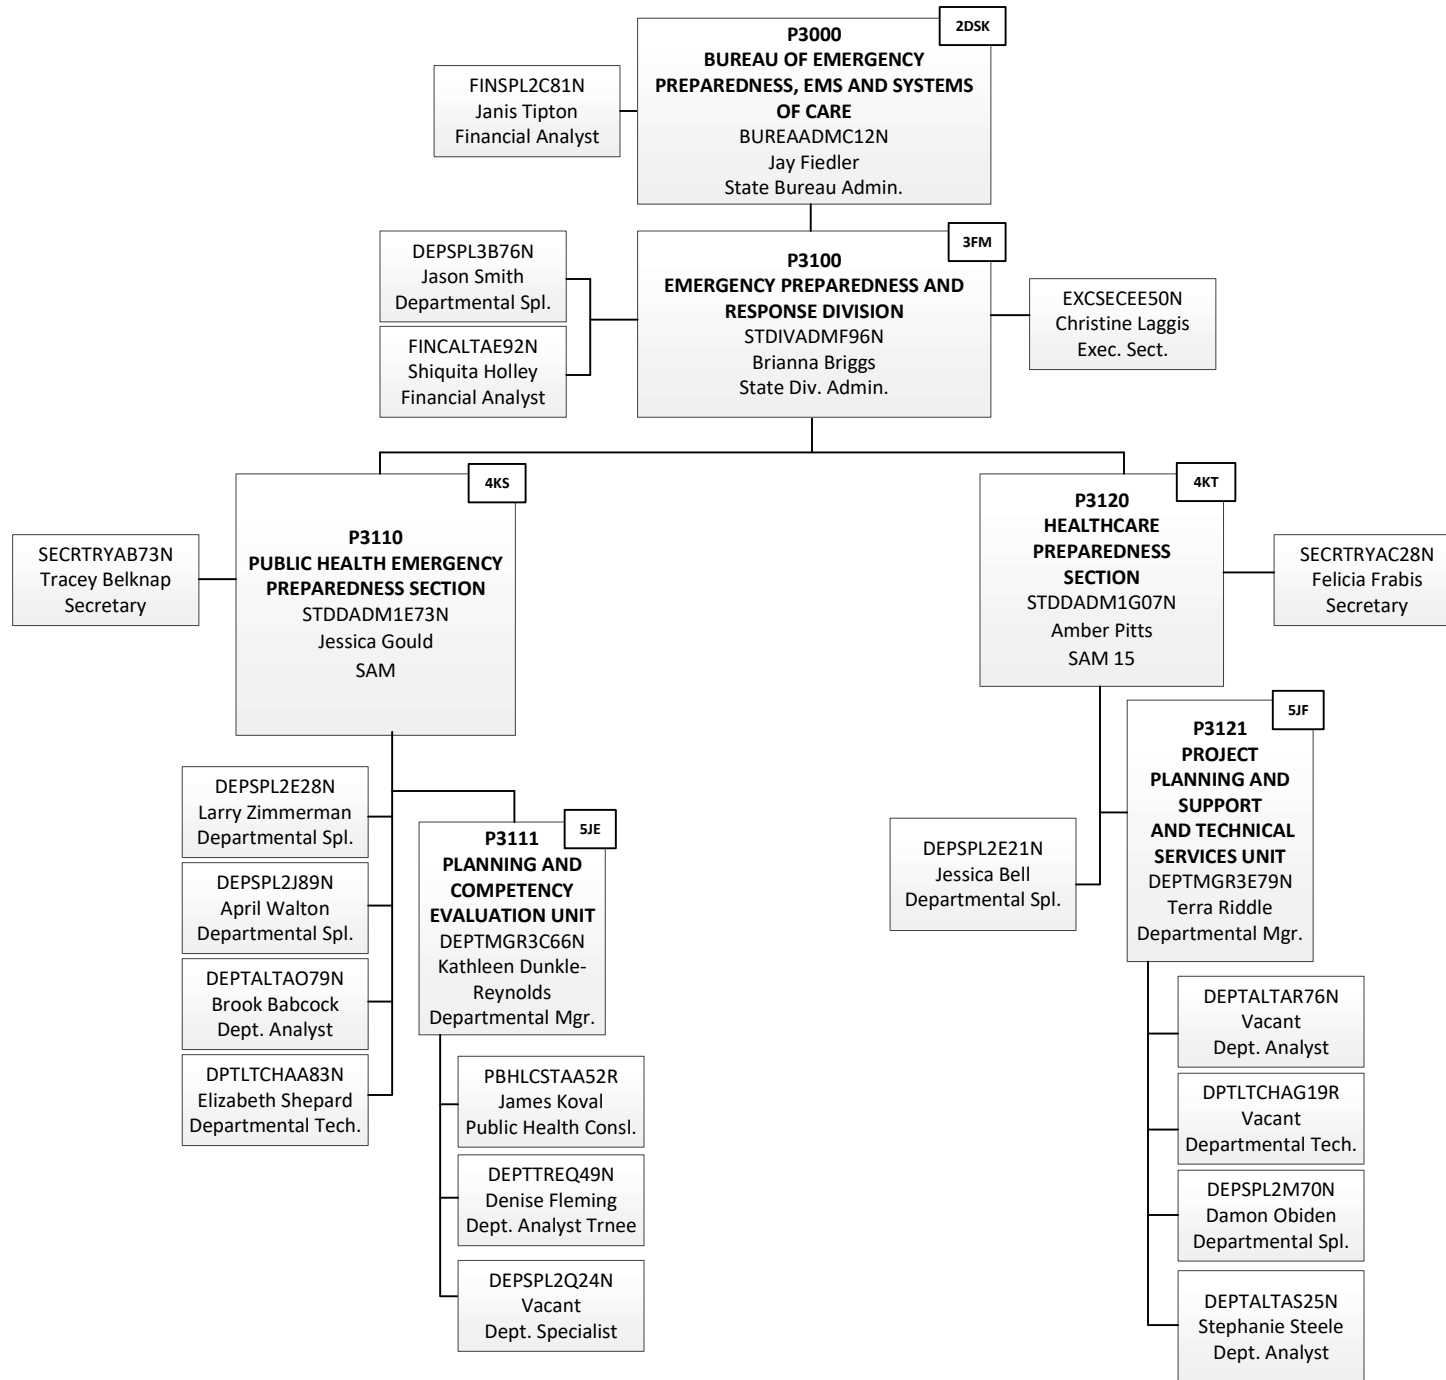 2DSK
P3000
BUREAU OF EMERGENCY
PREPAREDNESS, EMS AND SYSTEMS
OF CARE
BUREAADMC12N
Jay Fiedler
State Bureau Admin.
FINSPL2C81N
Janis Tipton
Financial Analyst
3FM
P3100
EMERGENCY PREPAREDNESS AND
RESPONSE DIVISION
STDIVADMF96N
Brianna Briggs
State Div. Admin.
DEPSPL3B76N
Jason Smith
Departmental Spl.
FINCALTAE92N
Shiquita Holley
Financial Analyst
EXCSECEE50N
Christine Laggis
Exec. Sect.
4KS
P3110
PUBLIC HEALTH EMERGENCY
PREPAREDNESS SECTION
STDDADM1E73N
Jessica Gould
SAM
SECRTRYAB73N
Tracey Belknap
Secretary
DEPSPL2E28N
Larry Zimmerman
Departmental Spl.
DEPSPL2J89N
April Walton
Departmental Spl.
DEPTALTAO79N
Brook Babcock
Dept. Analyst
DPTLTCHAA83N
Elizabeth Shepard
Departmental Tech.
5JE
P3111
PLANNING AND
COMPETENCY
EVALUATION UNIT
DEPTMGR3C66N
Kathleen Dunkle-
Reynolds
Departmental Mgr.
PBHLCSTAA52R
James Koval
Public Health Consl.
DEPTTREQ49N
Denise Fleming
Dept. Analyst Trnee
DEPSPL2Q24N
Vacant
Dept. Specialist
4KT
P3120
HEALTHCARE
PREPAREDNESS
SECTION
STDDADM1G07N
Amber Pitts
SAM 15
SECRTRYAC28N
Felicia Frabis
Secretary
DEPSPL2E21N
Jessica Bell
Departmental Spl.
5JF
P3121
PROJECT
PLANNING AND
SUPPORT
AND TECHNICAL
SERVICES UNIT
DEPTMGR3E79N
Terra Riddle
Departmental Mgr.
DEPTALTAR76N
Vacant
Dept. Analyst
DPTLTCHAG19R
Vacant
Departmental Tech.
DEPSPL2M70N
Damon Obiden
Departmental Spl.
DEPTALTAS25N
Stephanie Steele
Dept. Analyst